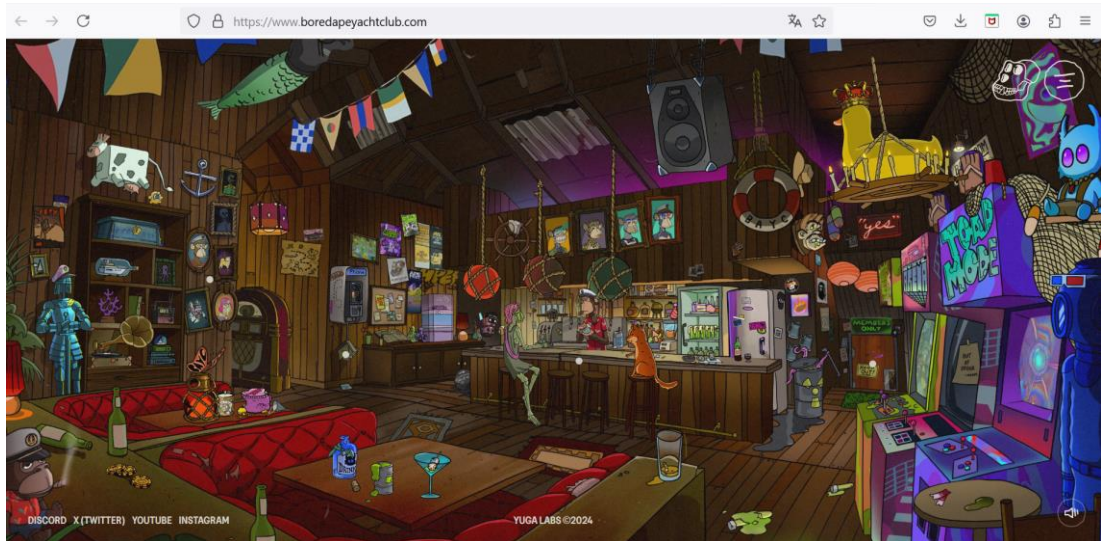 https://www.boredapeyachtclub.com
BAYC
"yes"
TOAD
MODE
MEMBERS
ONLY
DISCORD X (TWITTER) YOUTUBE INSTAGRAM
YUGA LABS ©2024